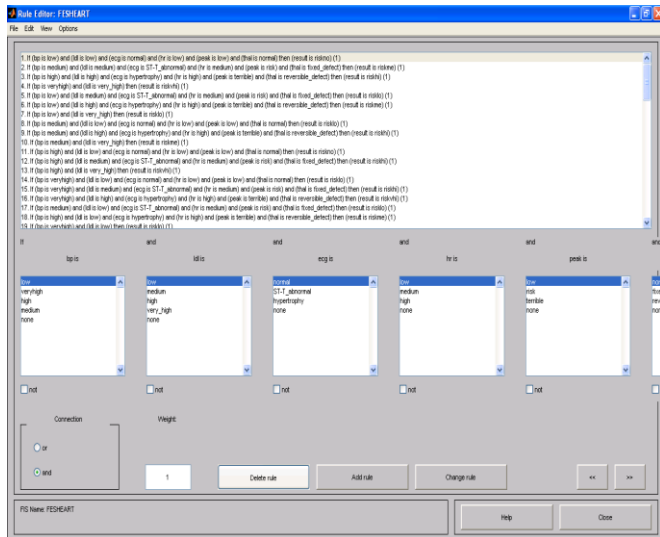 Rule Editor: FESHEART
File Edit View Options
1. If (bp is low) and (ldl is low) and (ecg is normal) and (hr is low) and (peak is low) and (thal is normal) then (result is riskno) (1)
2. If (bp is medium) and (ldl is medium) and (ecg is ST-T_abnormal) and (hr is medium) and (peak is risk) and (thal is fixed_defect) then (result is riskme) (1)
3. If (bp is high) and (ldl is high) and (ecg is hypertrophy) and (hr is high) and (peak is terrible) and (thal is reversible_defect) then (result is riskhi) (1)
4. If (bp is veryhigh) and (ldl is very_high) then (result is riskvhi) (1)
5. If (bp is low) and (ldl is medium) and (ecg is ST-T_abnormal) and (hr is medium) and (peak is risk) and (thal is fixed_defect) then (result is risklo) (1)
6. If (bp is low) and (ldl is low) and (ecg is hypertrophy) and (hr is high) and (peak is terrible) and (thal is reversible_defect) then (result is riskme) (1)
7. If (bp is low) and (ldl is very_high) then (result is risklo) (1)
8. If (bp is medium) and (ldl is low) and (ecg is normal) and (hr is low) and (peak is low) and (thal is normal) then (result is risklo) (1)
9. If (bp is medium) and (ldl is high) and (ecg is hypertrophy) and (hr is high) and (peak is terrible) and (thal is reversible_defect) then (result is riskhi) (1)
10. If (bp is medium) and (ldl is very_high) then (result is riskme) (1)
11. If (bp is high) and (ldl is low) and (ecg is normal) and (hr is low) and (peak is low) and (thal is normal) then (result is risklo) (1)
12. If (bp is high) and (ldl is medium) and (ecg is ST-T_abnormal) and (hr is medium) and (peak is risk) and (thal is fixed_defect) then (result is riskhi) (1)
13. If (bp is high) and (ldl is very_high) then (result is riskvhi) (1)
14. If (bp is veryhigh) and (ldl is low) and (ecg is normal) and (hr is low) and (peak is low) and (thal is normal) then (result is risklo) (1)
15. If (bp is veryhigh) and (ldl is medium) and (ecg is ST-T_abnormal) and (hr is medium) and (peak is risk) and (thal is fixed_defect) then (result is riskhi) (1)
16. If (bp is veryhigh) and (ldl is high) and (ecg is hypertrophy) and (hr is high) and (peak is terrible) and (thal is reversible_defect) then (result is riskvhi) (1)
17. If (bp is medium) and (ldl is low) and (ecg is ST-T_abnormal) and (hr is medium) and (peak is risk) and (thal is fixed_defect) then (result is risklo) (1)
18. If (bp is high) and (ldl is low) and (ecg is hypertrophy) and (hr is high) and (peak is terrible) and (thal is reversible_defect) then (result is riskme) (1)
19. If (bp is veryhigh) and (ldl is low) then (result is risklo) (1)
If and and and and
bp is ldl is ecg is hr is peak is
low low normal low low
veryhigh medium ST-T_abnormal medium risk
high high hypertrophy high terrible
medium very_high none none none
none none
not not not not not
Connection Weight:
or
and 1 Delete rule Add rule Change rule << >>
FIS Name: FESHEART Help Close